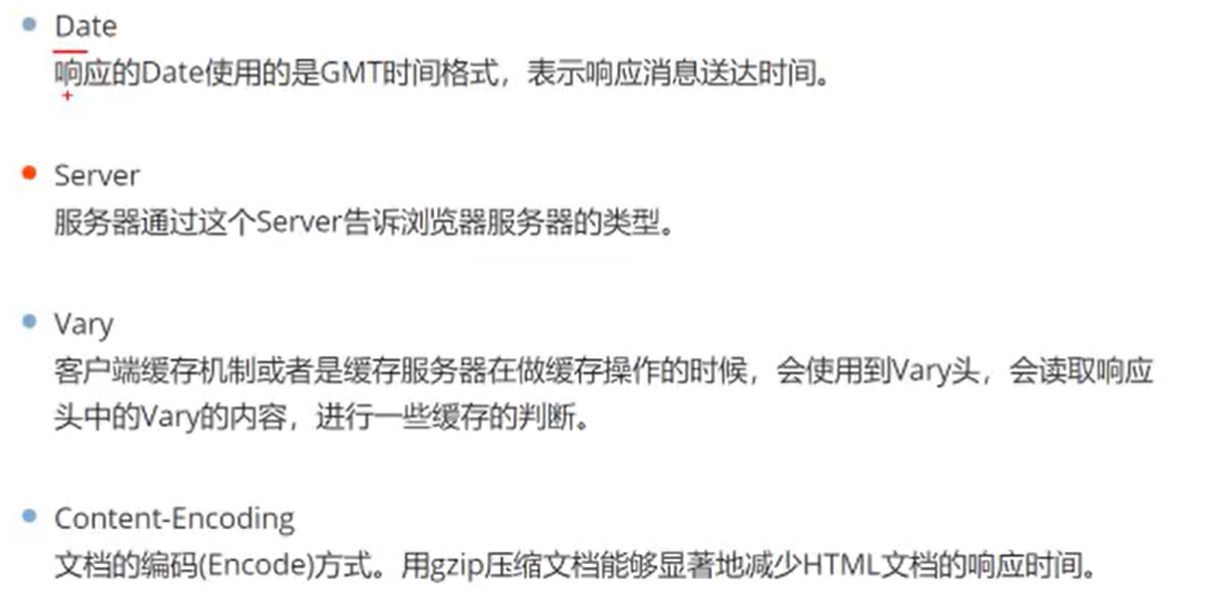 Date
响应的Date使用的是GMT时间格式，表示响应消息送达时间。
Server
服务器通过这个Server告诉浏览器服务器的类型。
Vary
客户端缓存机制或者是缓存服务器在做缓存操作的时候，会使用到Vary头，会读取响应
头中的Vary的内容，进行一些缓存的判断。
Content-Encoding
文档的编码(Encode)方式。用gzip压缩文档能够显著地减少HTML文档的响应时间。